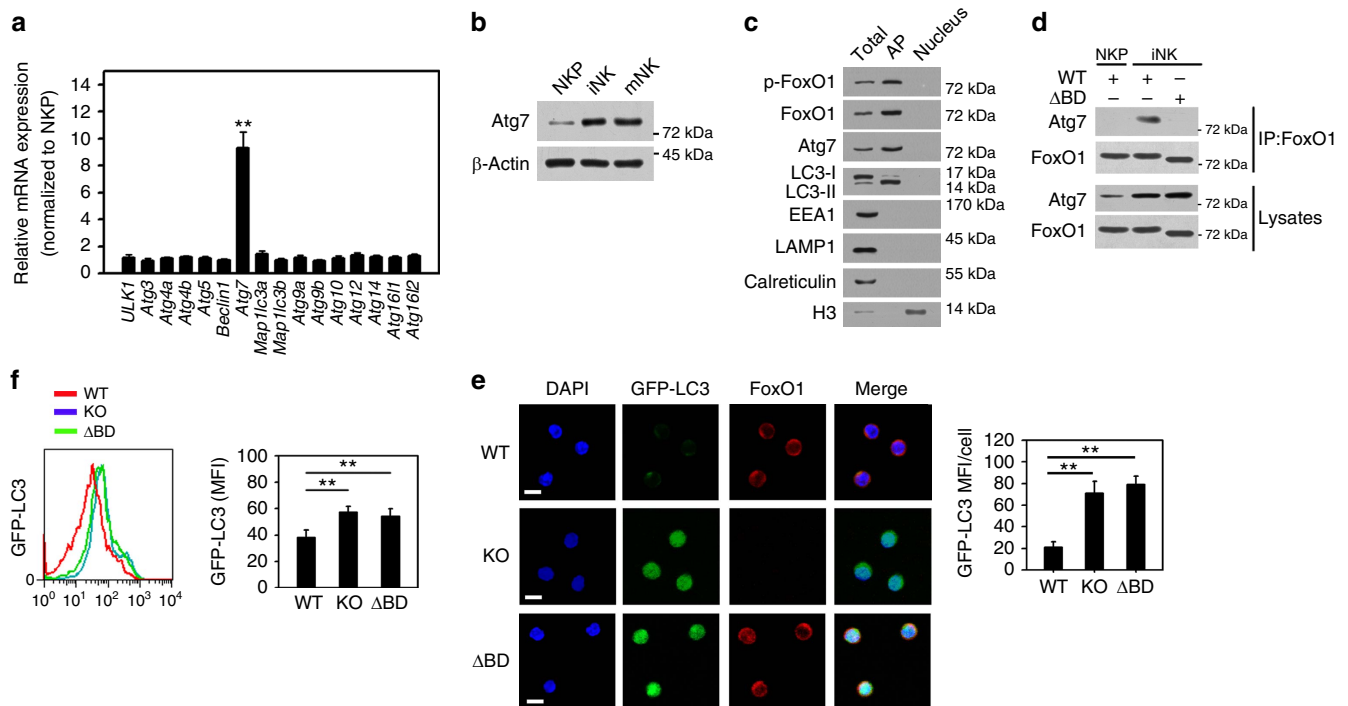 a
Relative mRNA expression
(normalized to NKP)
14
12
10
8
6
4
2
0
**
ULK1
Atg3
Atg4a
Atg4b
Atg5
Beclin1
Atg7
Map1lc3a
Map1lc3b
Atg9a
Atg9b
Atg10
Atg12
Atg14
Atg16l1
Atg16l2
b
NKP iNK mNK
Atg7
72 kDa
45 kDa
β-Actin
c
Total AP Nucleus
p-FoxO1 72 kDa
FoxO1 72 kDa
Atg7 72 kDa
LC3-I 17 kDa
LC3-II 14 kDa
EEA1 170 kDa
LAMP1 45 kDa
Calreticulin 55 kDa
H3 14 kDa
d
NKP iNK
WT + + –
ΔBD – – +
Atg7 72 kDa
FoxO1 72 kDa
IP:FoxO1
Atg7 72 kDa
FoxO1 72 kDa
Lysates
f
WT
KO
ΔBD
GFP-LC3
0
10⁰ 10¹ 10² 10³ 10⁴
GFP-LC3 (MFI)
100
80
60
40
20
0
**
**
WT KO ΔBD
e
DAPI GFP-LC3 FoxO1 Merge
WT
KO
ΔBD
GFP-LC3 MFI/cell
120
100
80
60
40
20
0
**
**
WT KO ΔBD